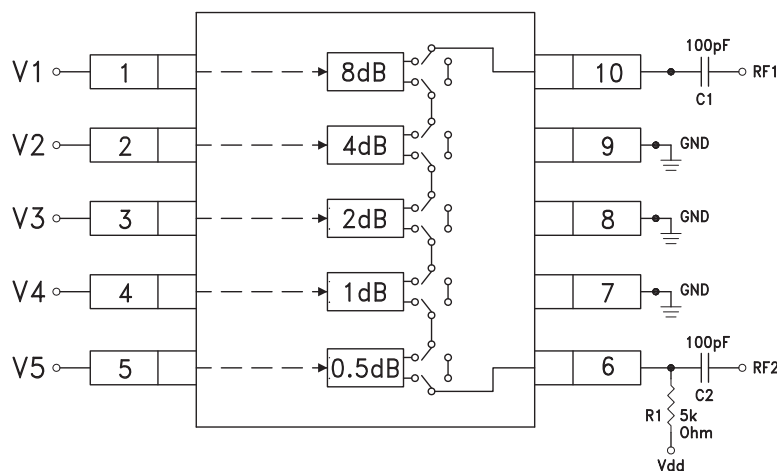 100pF
V1 1 8dB 10 RF1
C1
V2 2 4dB 9 GND
V3 3 2dB 8 GND
V4 4 1dB 7 GND
100pF
V5 5 0.5dB 6 RF2
C2
R1 5k
Ohm
Vdd